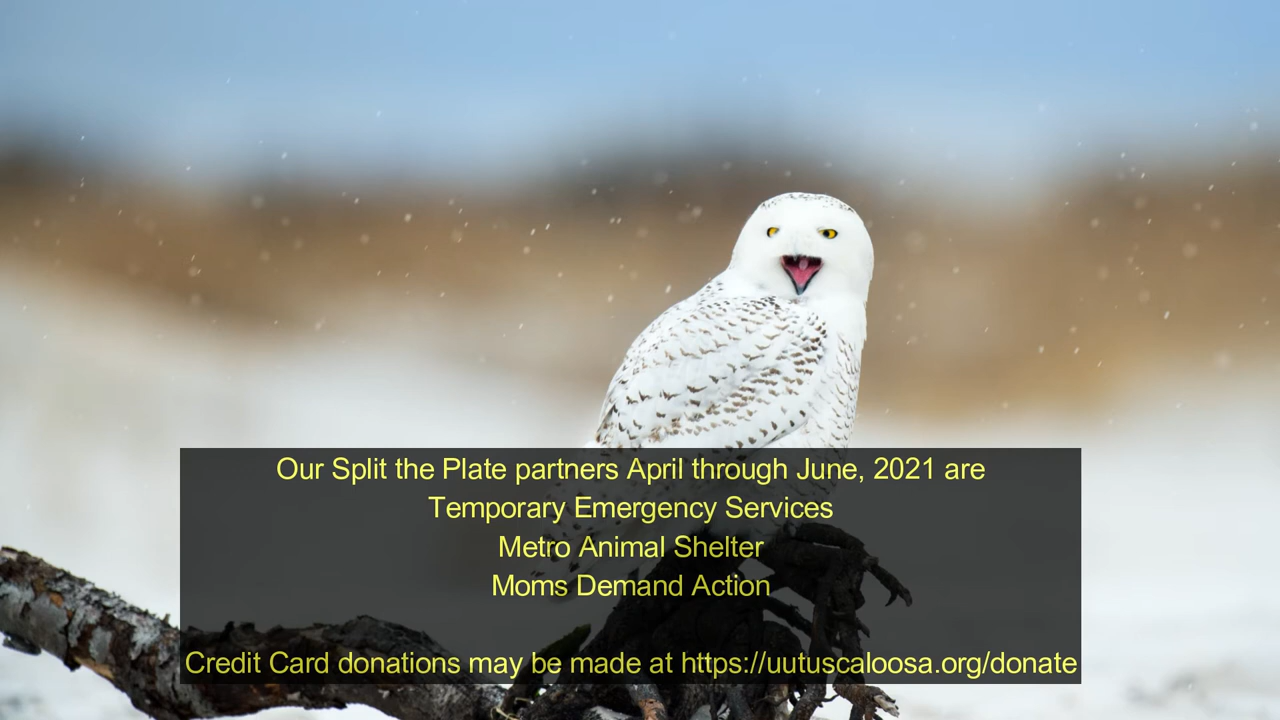 Our Split the Plate partners April through June, 2021 are
Temporary Emergency Services
Metro Animal Shelter
Moms Demand Action
Credit Card donations may be made at https://uutuscaloosa.org/donate